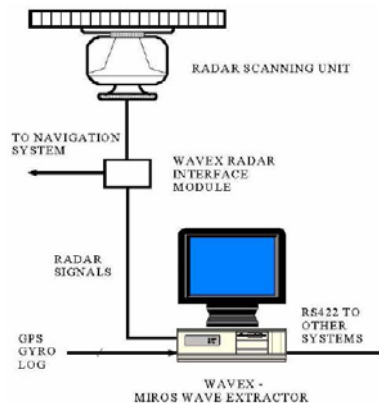 RADAR SCANNING UNIT
TO NAVIGATION
SYSTEM
WAVEX RADAR
INTERFACE
MODULE
RADAR
SIGNALS
RS422 TO
OTHER
SYSTEMS
GPS
GYRO
LOG
WAVEX -
MIROS WAVE EXTRACTOR